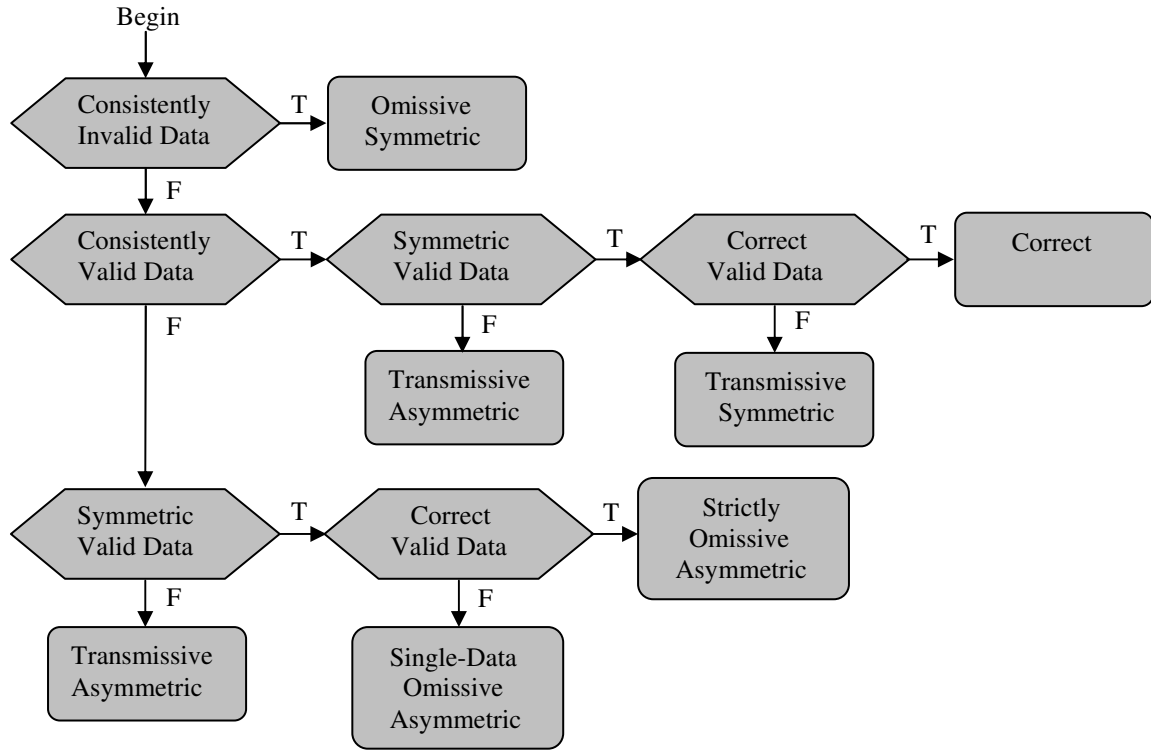 Begin
Consistently
Invalid Data
T
Omissive
Symmetric
F
Consistently
Valid Data
T
Symmetric
Valid Data
T
Correct
Valid Data
T
Correct
F
F
F
Transmissive
Asymmetric
Transmissive
Symmetric
Symmetric
Valid Data
T
Correct
Valid Data
T
Strictly
Omissive
Asymmetric
F
F
Transmissive
Asymmetric
Single-Data
Omissive
Asymmetric